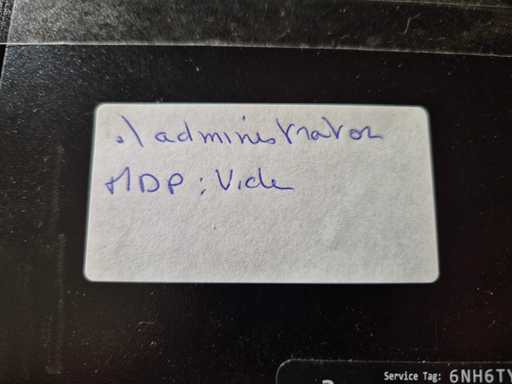 .\administrator
MDP : Vide
Service Tag: 6NH6TY